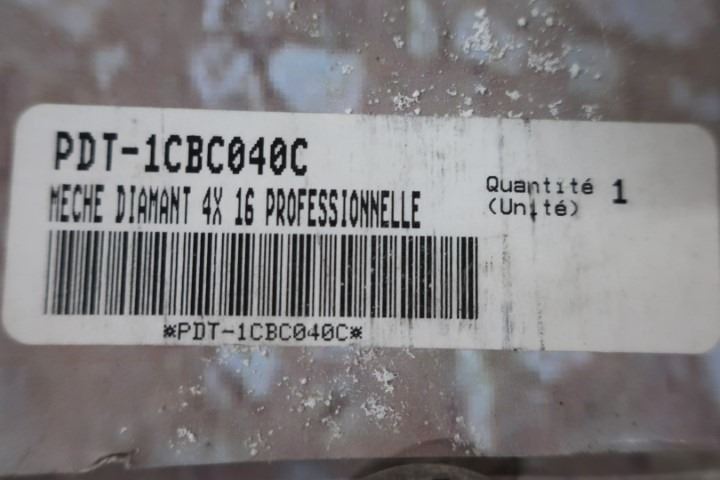 PDT-1CBC040C
MECHE DIAMANT 4X 16 PROFESSIONNELLE
Quantité 1
(Unité)
*PDT-1CBC040C*